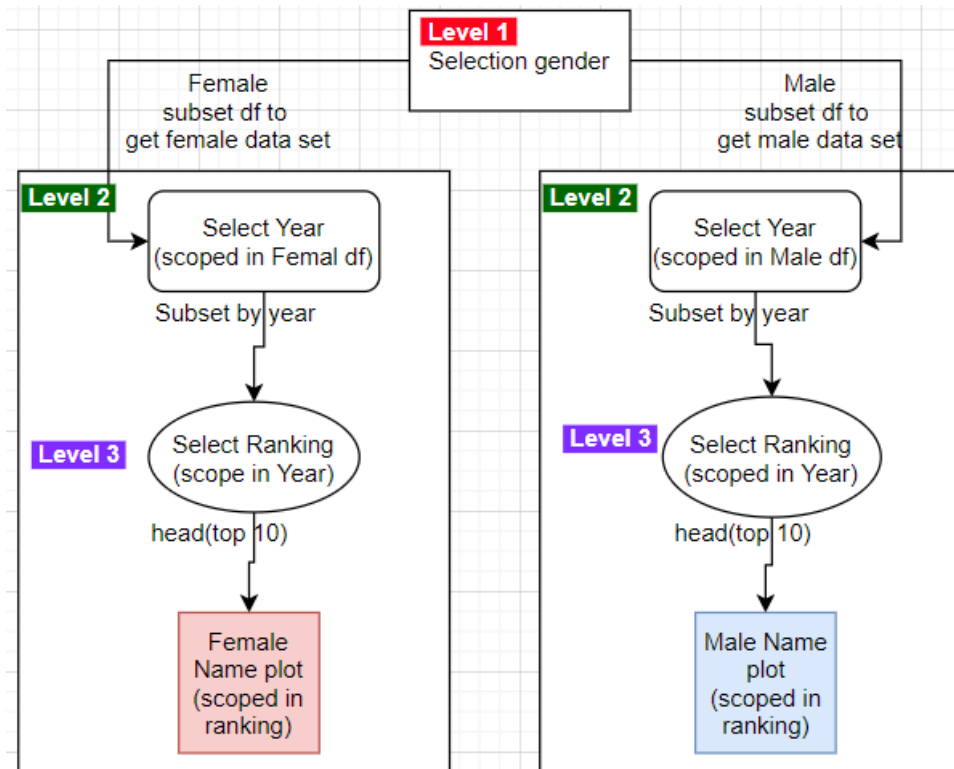 Level 1
Selection gender
Female
subset df to
get female data set
Male
subset df to
get male data set
Level 2
Select Year
(scoped in Femal df)
Subset by year
Level 3
Select Ranking
(scope in Year)
head(top 10)
Female
Name plot
(scoped in
ranking)
Level 2
Select Year
(scoped in Male df)
Subset by year
Level 3
Select Ranking
(scoped in Year)
head(top 10)
Male Name
plot
(scoped in
ranking)